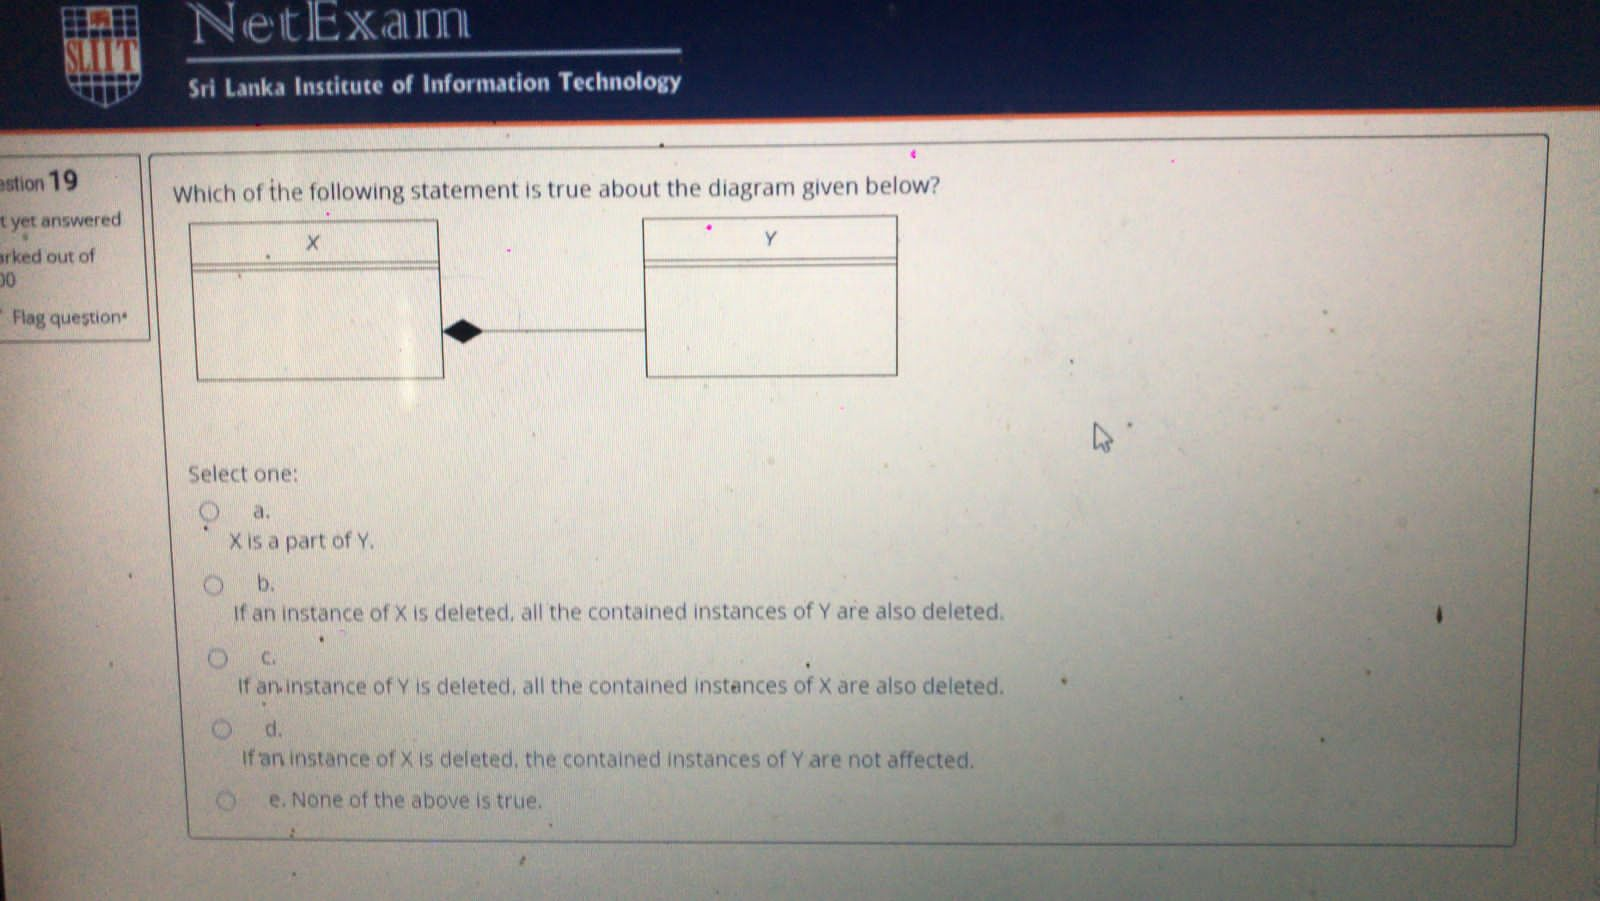 SLIIT
NetExam
Sri Lanka Institute of Information Technology
estion 19
t yet answered
arked out of
00
Flag question
Which of the following statement is true about the diagram given below?
X
Y
Select one:
a.
X is a part of Y.
b.
If an instance of X is deleted, all the contained instances of Y are also deleted.
c.
If an instance of Y is deleted, all the contained instances of X are also deleted.
d.
If an instance of X is deleted, the contained instances of Y are not affected.
e. None of the above is true.